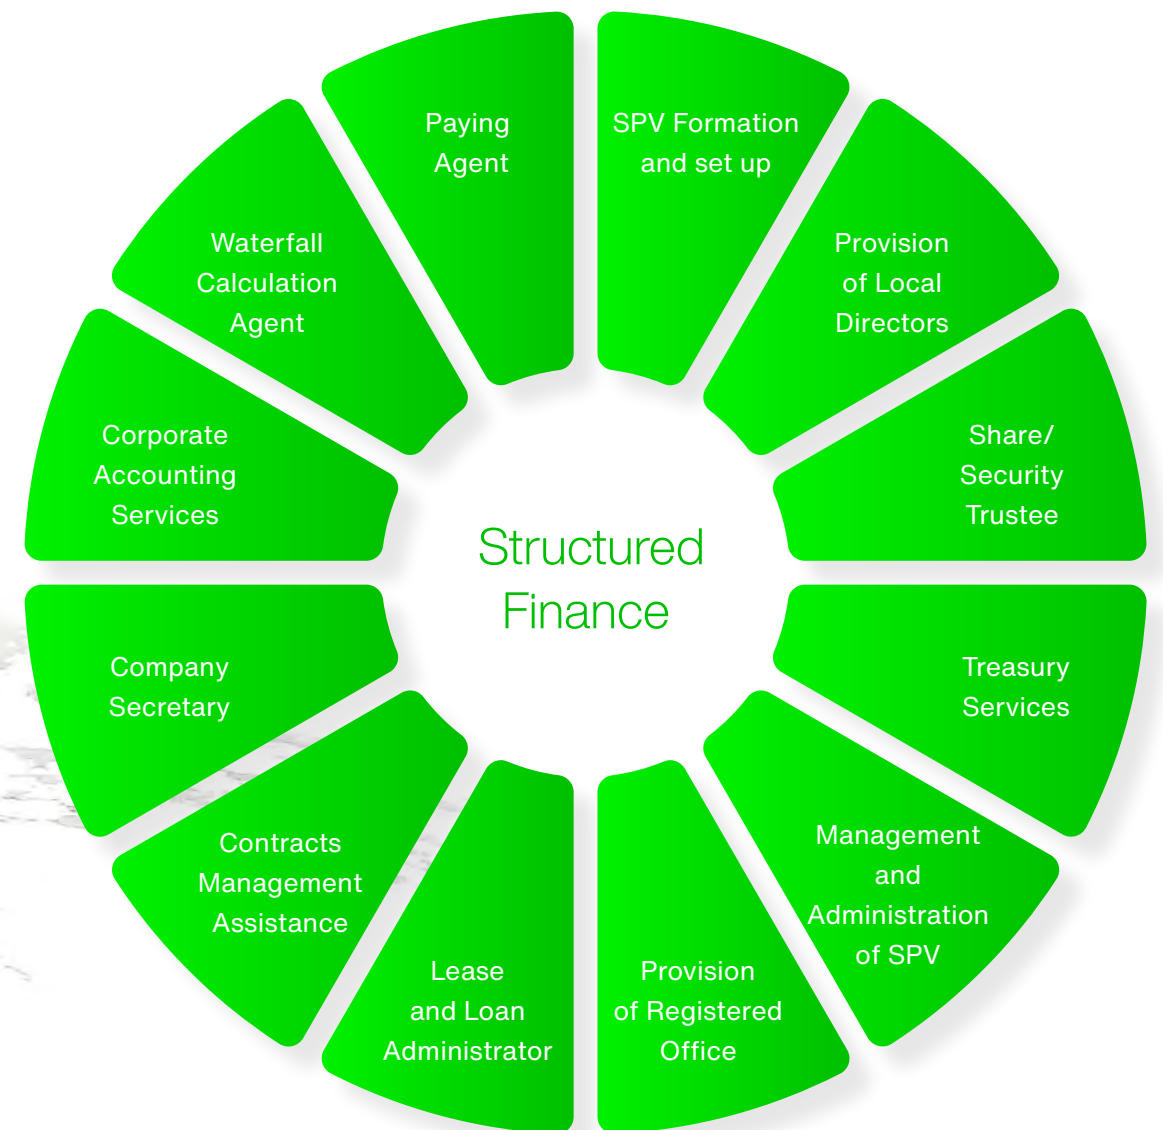 Paying
Agent
SPV Formation
and set up
Provision
of Local
Directors
Share/
Security
Trustee
Treasury
Services
Management
and
Administration
of SPV
Provision
of Registered
Office
Lease
and Loan
Administrator
Contracts
Management
Assistance
Company
Secretary
Corporate
Accounting
Services
Waterfall
Calculation
Agent
Structured
Finance